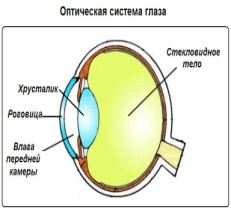 Оптическая система глаза
Стекловидное
тело
Хрусталик
Роговица
Влага
передней
камеры